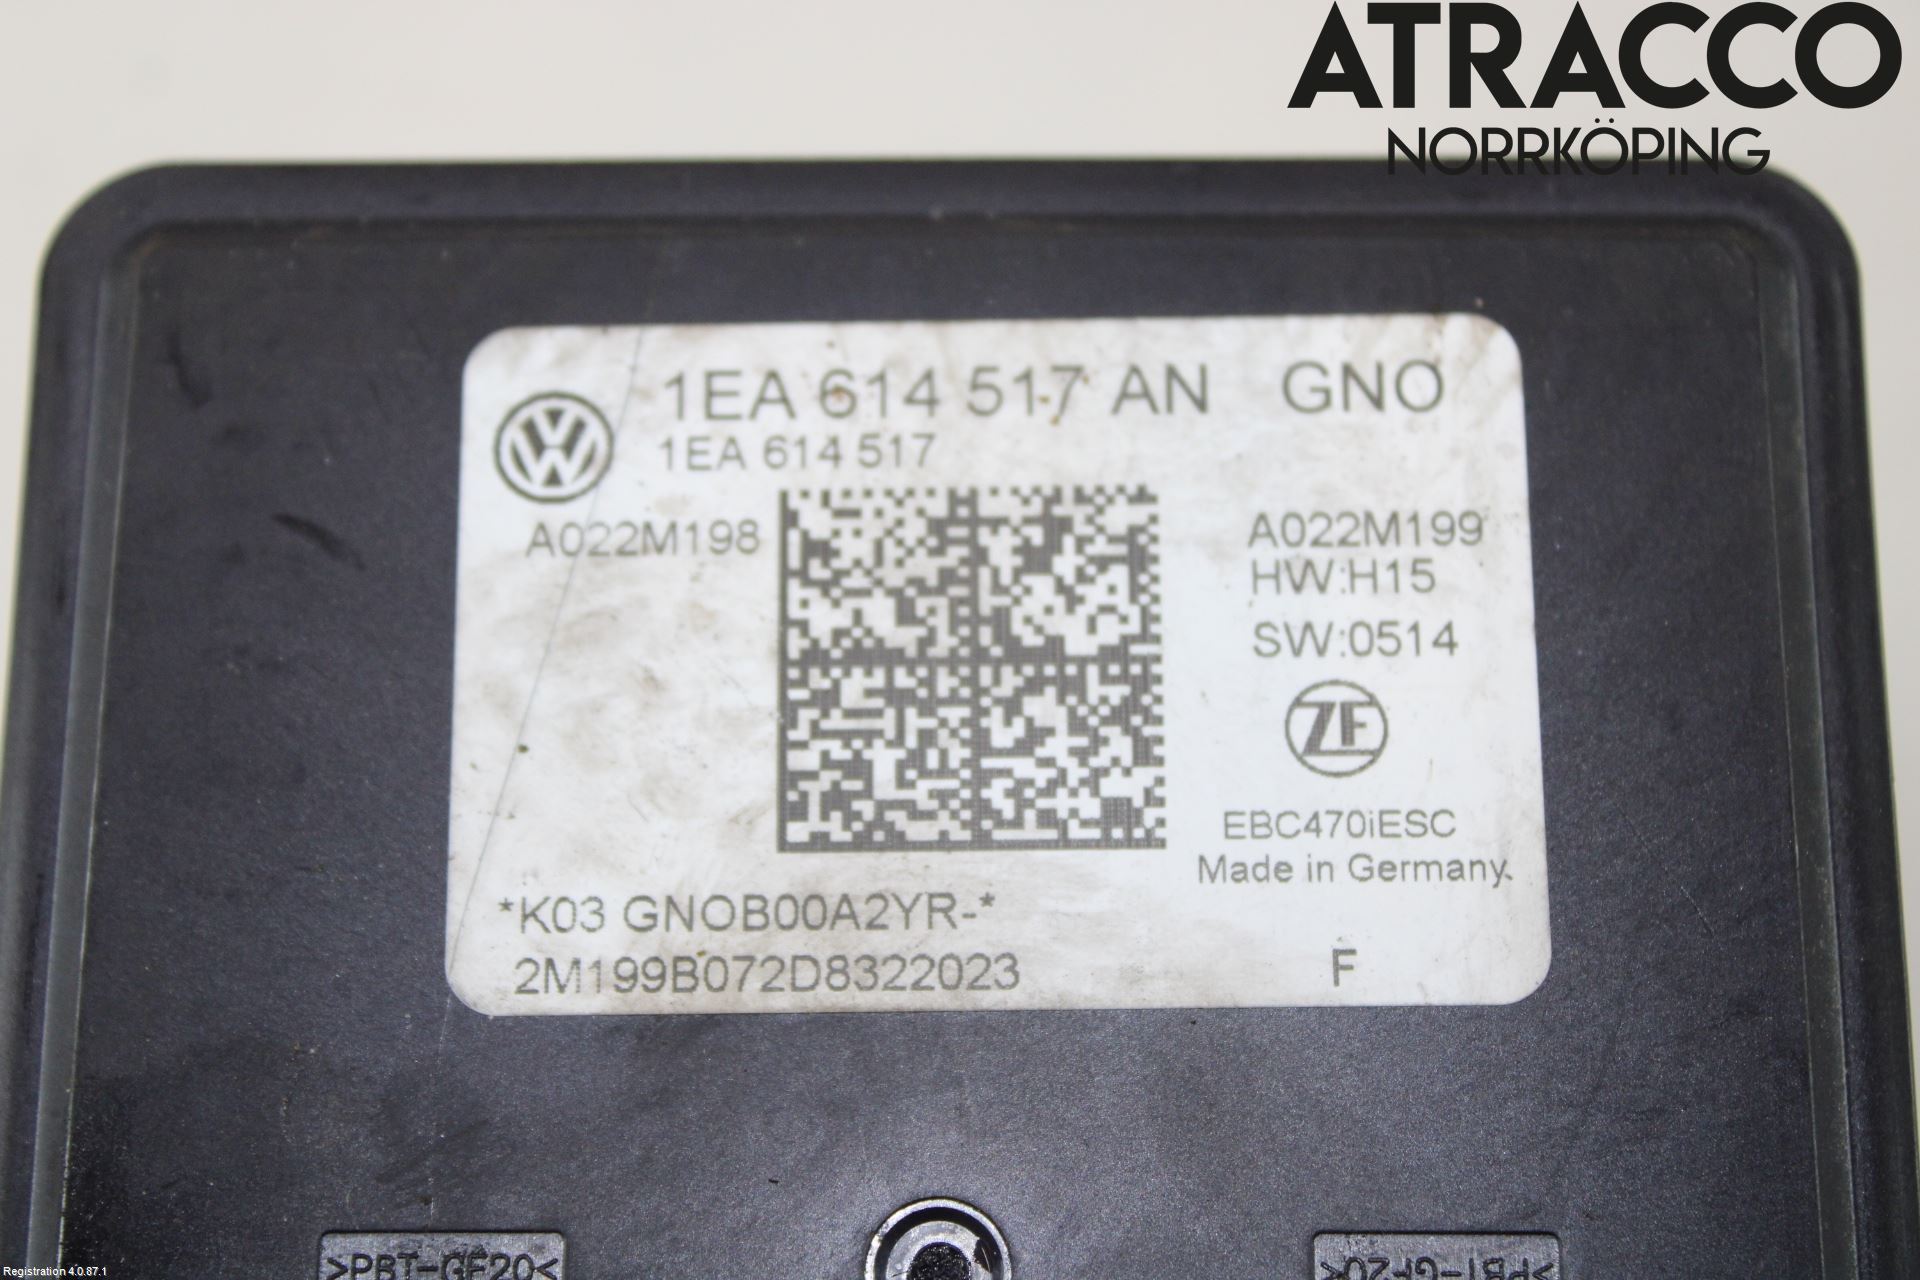 ATRACCO
NORRKÖPING
1EA 614 517 AN GNO
1EA 614 517
A022M198
A022M199
HW:H15
SW:0514
ZF
EBC470iESC
Made in Germany
*K03 GNOB00A2YR-*
2M199B072D8322023
F
>PBT-GF20<
>PBT-GF20<
Registration 4.0.87.1